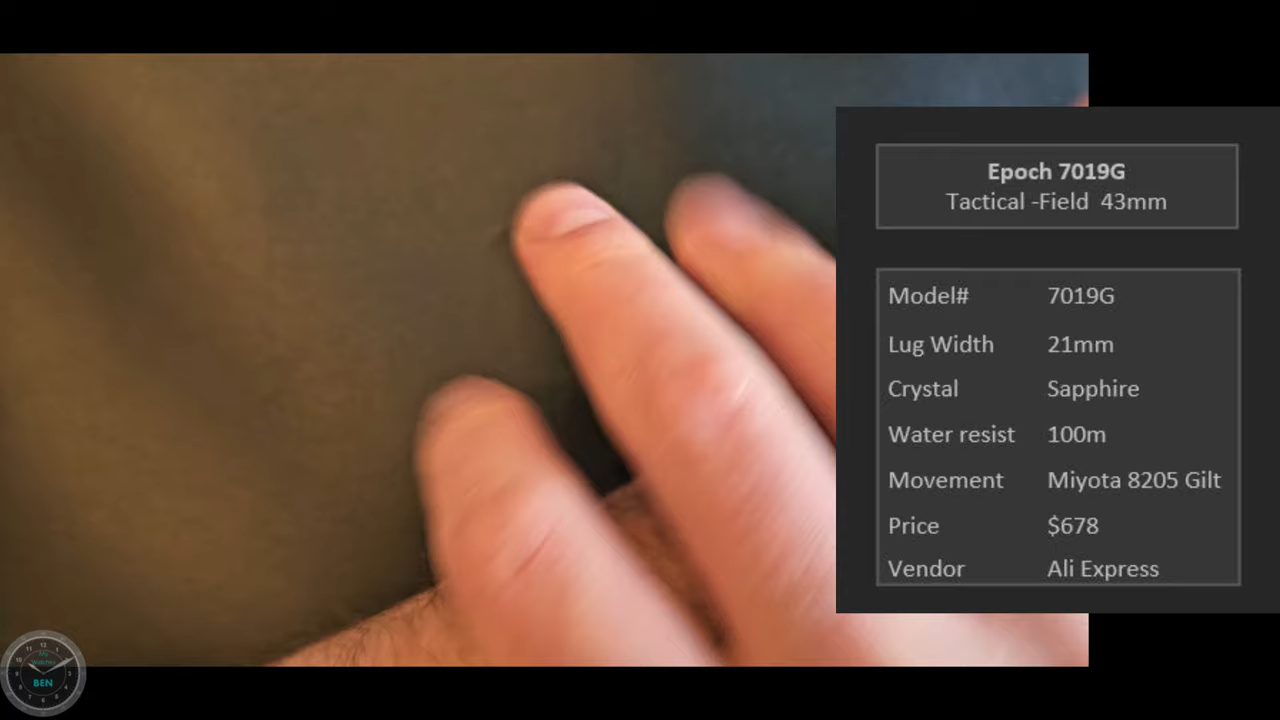 Epoch 7019G
Tactical -Field 43mm
Model# 7019G
Lug Width 21mm
Crystal Sapphire
Water resist 100m
Movement Miyota 8205 Gilt
Price $678
Vendor Ali Express
BEN